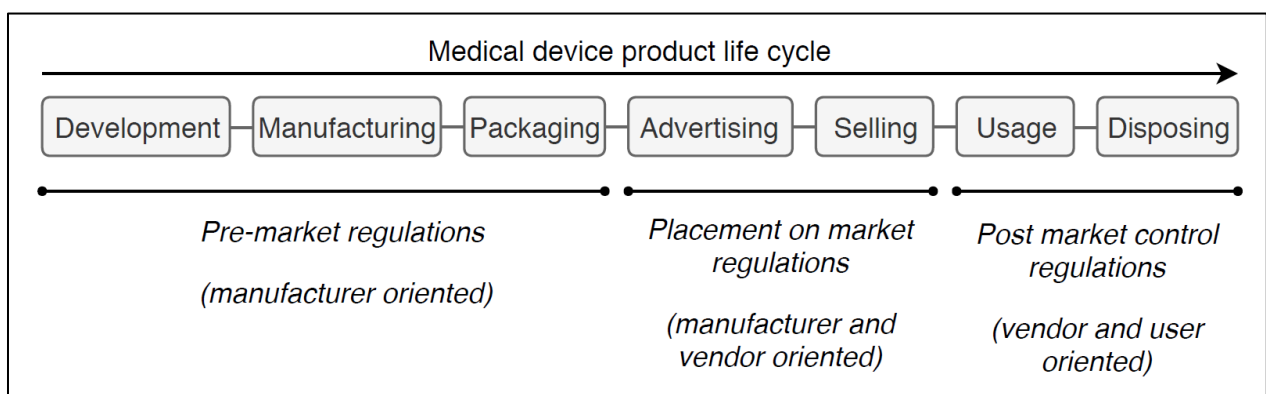 Medical device product life cycle
Development Manufacturing Packaging Advertising Selling Usage Disposing
Pre-market regulations
(manufacturer oriented)
Placement on market
regulations
(manufacturer and
vendor oriented)
Post market control
regulations
(vendor and user
oriented)